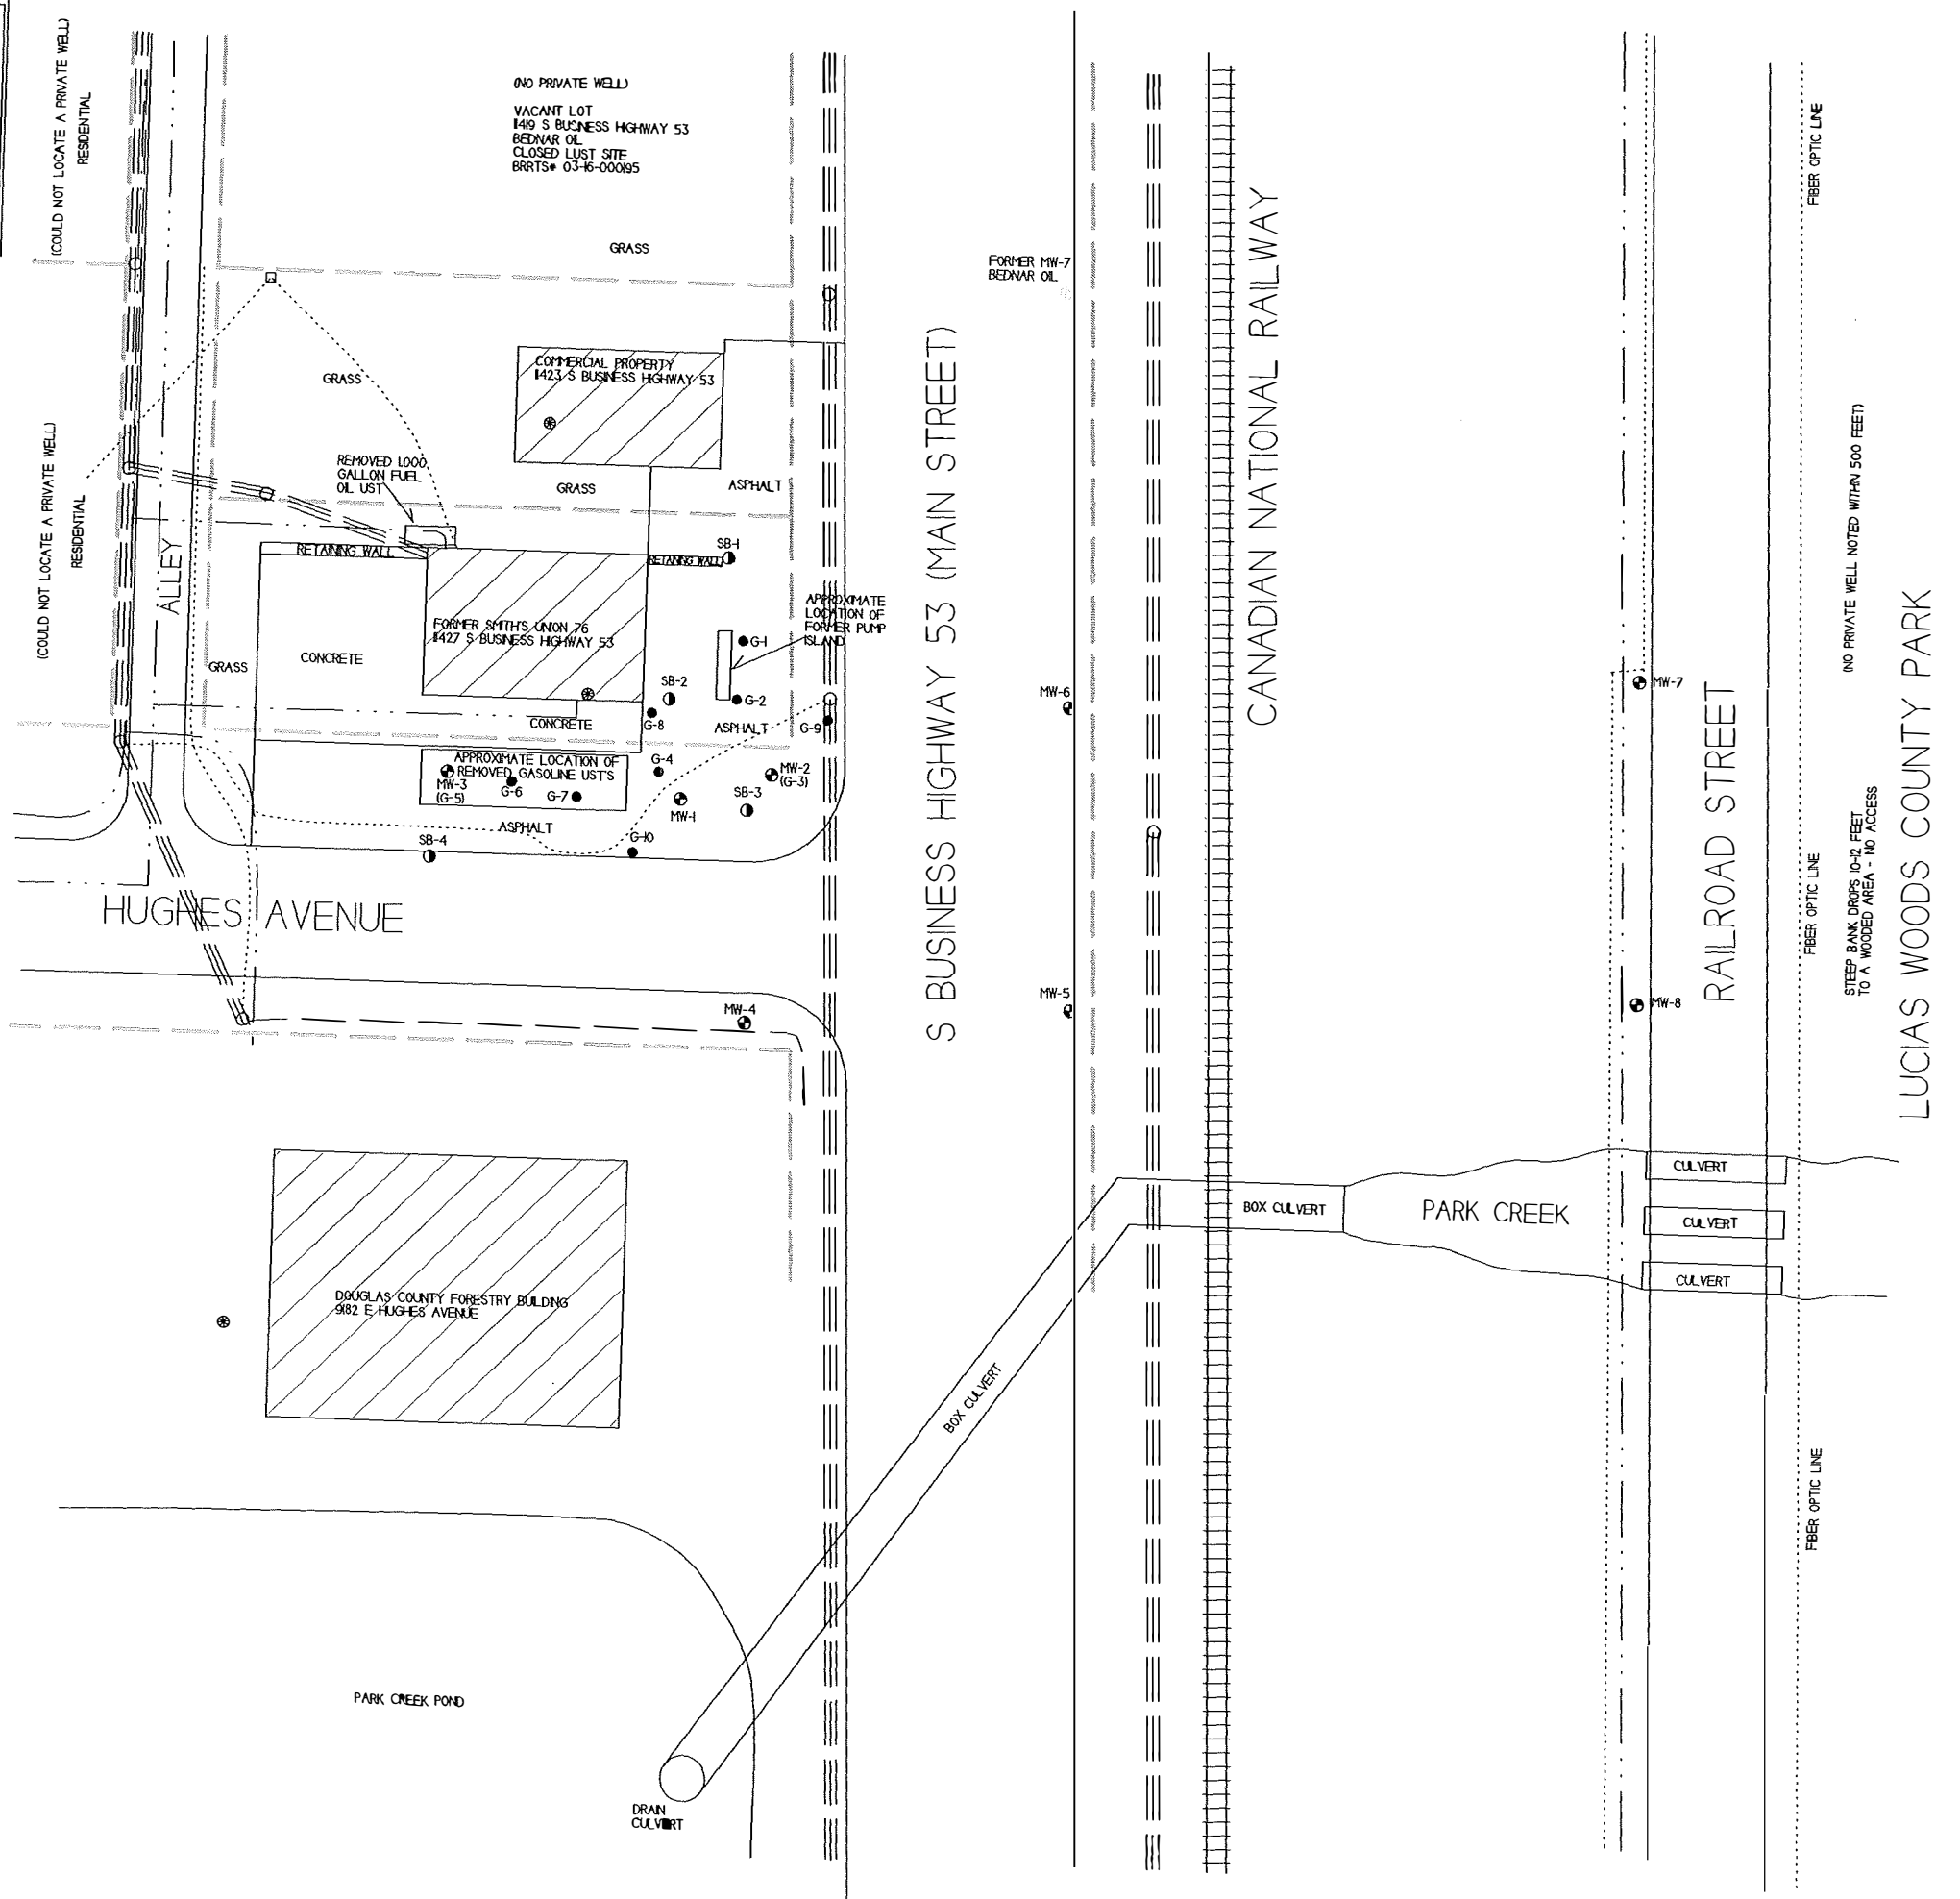 (COULD NOT LOCATE A PRIVATE WELL)
RESIDENTIAL
(NO PRIVATE WELL)
VACANT LOT
11419 S BUSINESS HIGHWAY 53
BEDNAR OIL
CLOSED LUST SITE
BRRTS# 03-16-000195
GRASS
FORMER MW-7
BEDNAR OIL
FIBER OPTIC LINE
COMMERCIAL PROPERTY
11423 S BUSINESS HIGHWAY 53
GRASS
REMOVED 1,000
GALLON FUEL
OIL UST
GRASS
ASPHALT
(COULD NOT LOCATE A PRIVATE WELL)
RESIDENTIAL
ALLEY
RETAINING WALL
RETAINING WALL
SB-1
FORMER SMITH'S UNION 76
11427 S BUSINESS HIGHWAY 53
APPROXIMATE
LOCATION OF
FORMER PUMP
ISLAND
G-1
GRASS
CONCRETE
SB-2
G-2
G-8
CONCRETE
ASPHALT
G-9
APPROXIMATE LOCATION OF
REMOVED GASOLINE UST'S
G-4
MW-3
(G-5)
G-6
G-7
MW-1
MW-2
(G-3)
SB-3
ASPHALT
SB-4
G-10
HUGHES AVENUE
S BUSINESS HIGHWAY 53 (MAIN STREET)
CANADIAN NATIONAL RAILWAY
MW-6
MW-5
MW-7
MW-8
RAILROAD STREET
(NO PRIVATE WELL NOTED WITHIN 500 FEET)
FIBER OPTIC LINE
STEEP BANK DROPS 10-12 FEET
TO A WOODED AREA - NO ACCESS
LUCIAS WOODS COUNTY PARK
MW-4
CULVERT
BOX CULVERT
PARK CREEK
CULVERT
CULVERT
DOUGLAS COUNTY FORESTRY BUILDING
9182 E HUGHES AVENUE
BOX CULVERT
FIBER OPTIC LINE
PARK CREEK POND
DRAIN
CULVERT